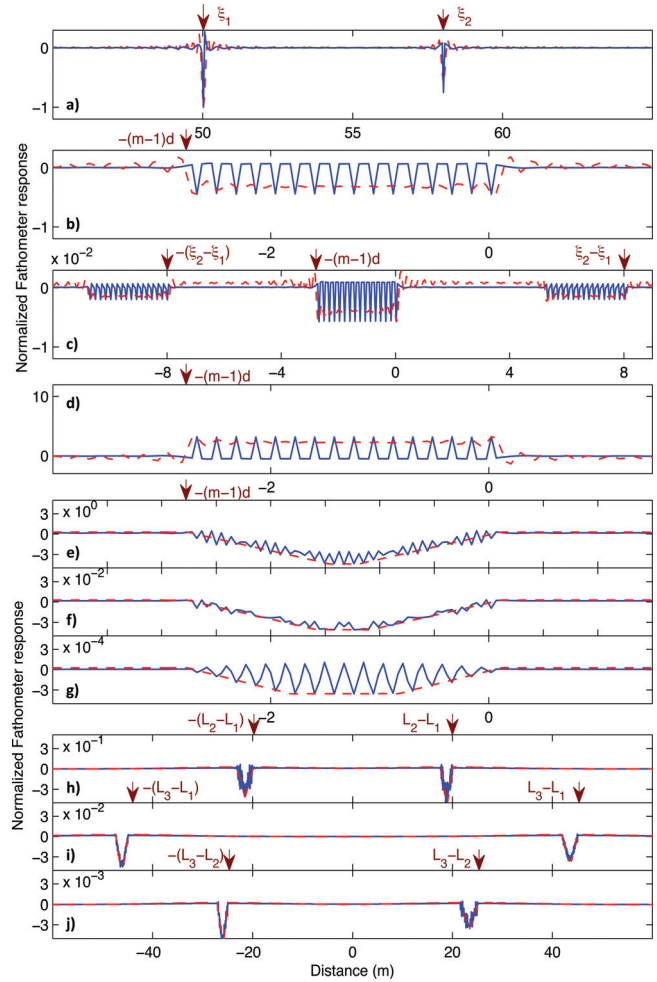 ξ1 ξ2
0
−1
a)
50 55 60
−(m−1)d
0
−1
b)
−2 0
x 10−2 −(ξ2−ξ1) −(m−1)d ξ2−ξ1
0
−1
c)
−8 −4 0 4 8
−(m−1)d
10
0
d)
−2 0
−(m−1)d
x 100
3
0
−3
e)
x 10−2
3
0
−3
f)
x 10−4
3
0
−3
g)
−2 0
−(L2−L1) L2−L1
x 10−1
3
0
−3
h)
−(L3−L1) L3−L1
x 10−2
3
0
−3
i)
−(L3−L2) L3−L2
x 10−3
3
0
−3
j)
−40 −20 0 20 40
Distance (m)
Normalized Fathometer response
Normalized Fathometer response